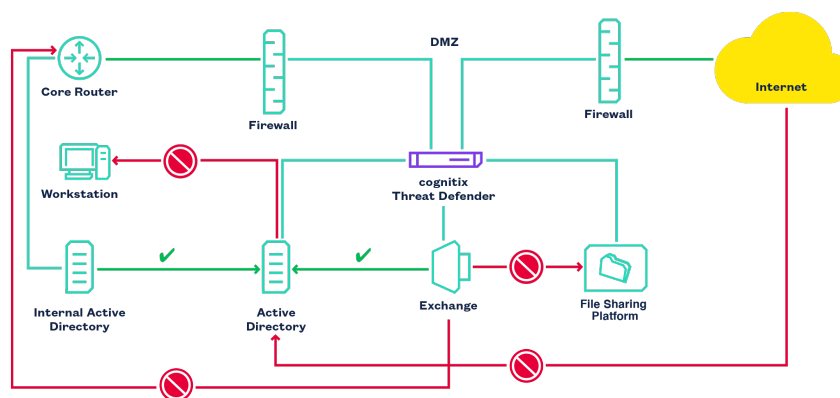 DMZ
Core Router
Firewall
Firewall
Internet
Workstation
cognitix
Threat Defender
Internal Active
Directory
Active
Directory
Exchange
File Sharing
Platform